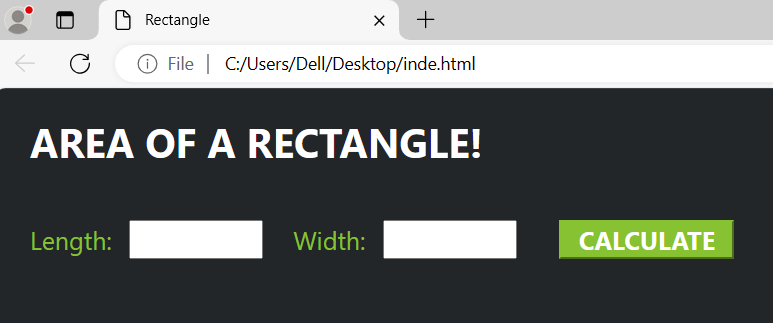 Rectangle
File | C:/Users/Dell/Desktop/inde.html
AREA OF A RECTANGLE!
Length: Width: CALCULATE